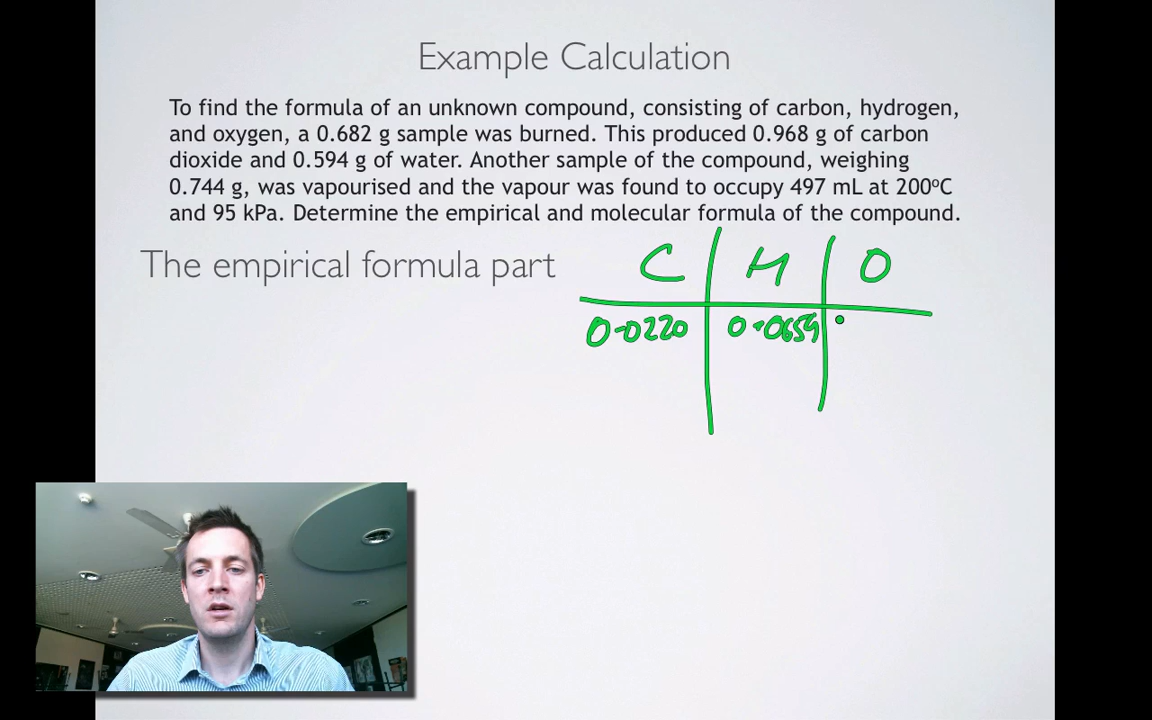 Example Calculation
To find the formula of an unknown compound, consisting of carbon, hydrogen,
and oxygen, a 0.682 g sample was burned. This produced 0.968 g of carbon
dioxide and 0.594 g of water. Another sample of the compound, weighing
0.744 g, was vapourised and the vapour was found to occupy 497 mL at 200ºC
and 95 kPa. Determine the empirical and molecular formula of the compound.
The empirical formula part
C H O
0.0220 0.0659